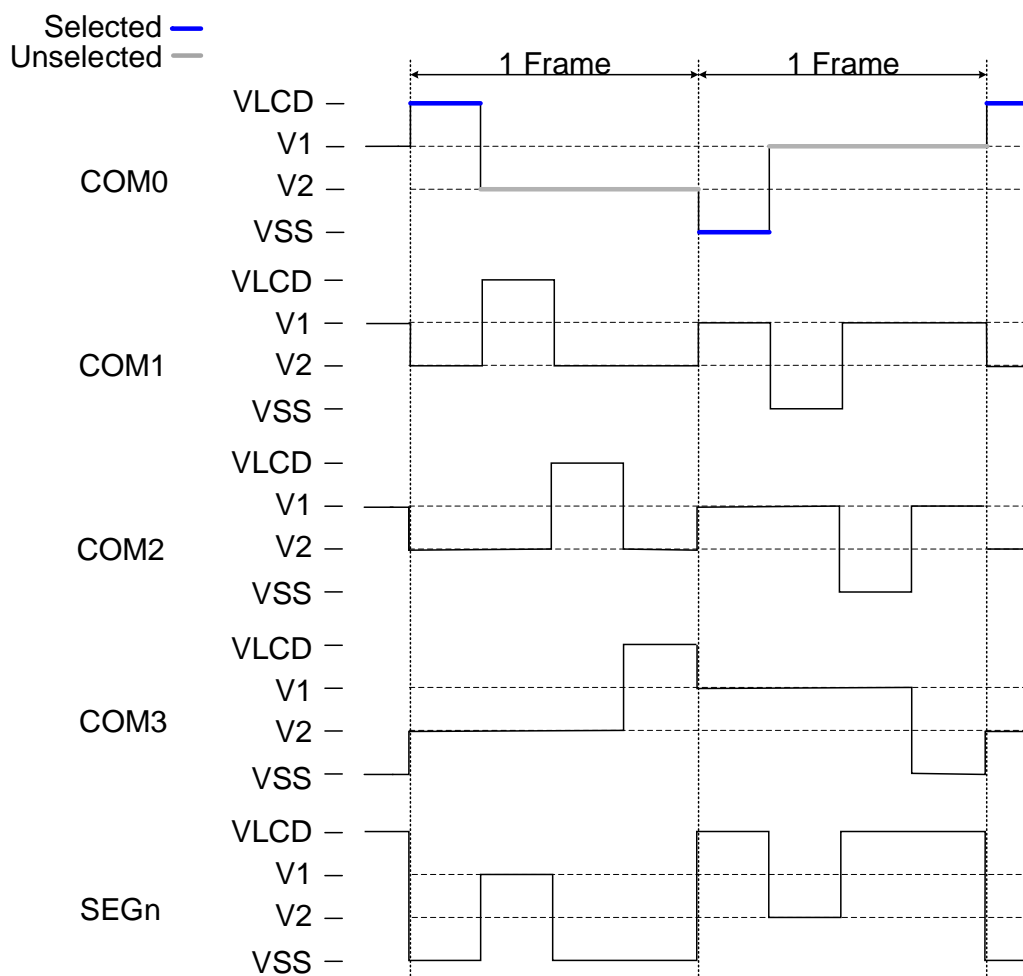 Selected
Unselected
1 Frame 1 Frame
VLCD
V1
COM0
V2
VSS
VLCD
V1
COM1
V2
VSS
VLCD
V1
COM2
V2
VSS
VLCD
V1
COM3
V2
VSS
VLCD
V1
SEGn
V2
VSS